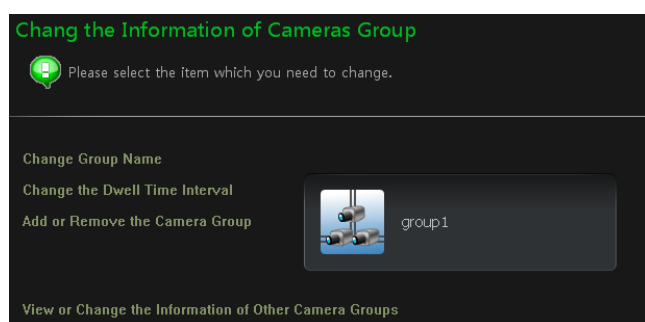 Chang the Information of Cameras Group
Please select the item which you need to change.
Change Group Name
Change the Dwell Time Interval
Add or Remove the Camera Group
group1
View or Change the Information of Other Camera Groups